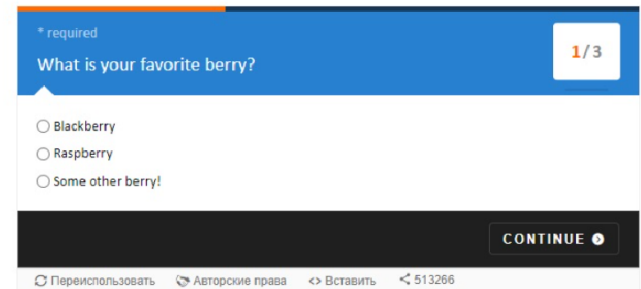 * required
What is your favorite berry?
1/3
Blackberry
Raspberry
Some other berry!
CONTINUE
Переиспользовать Авторские права <> Вставить 513266